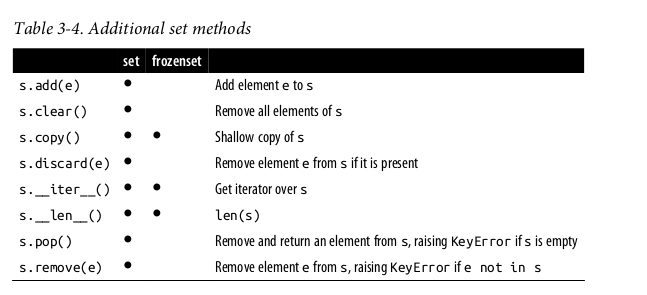 Table 3-4. Additional set methods
set frozenset
s.add(e) ● Add element e to s
s.clear() ● Remove all elements of s
s.copy() ● ● Shallow copy of s
s.discard(e) ● Remove element e from s if it is present
s.__iter__() ● ● Get iterator over s
s.__len__() ● ● len(s)
s.pop() ● Remove and return an element from s, raising KeyError if s is empty
s.remove(e) ● Remove element e from s, raising KeyError if e not in s